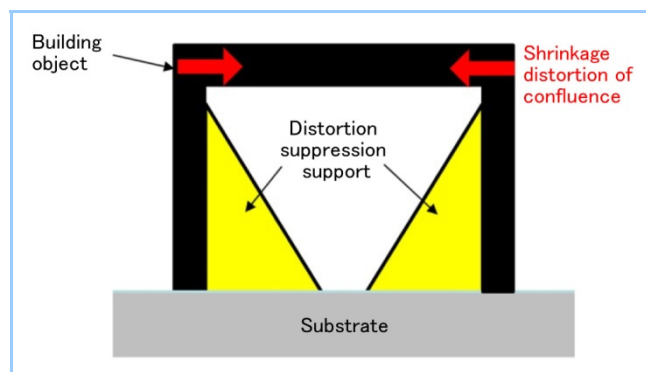 Building
object
Shrinkage
distortion of
confluence
Distortion
suppression
support
Substrate